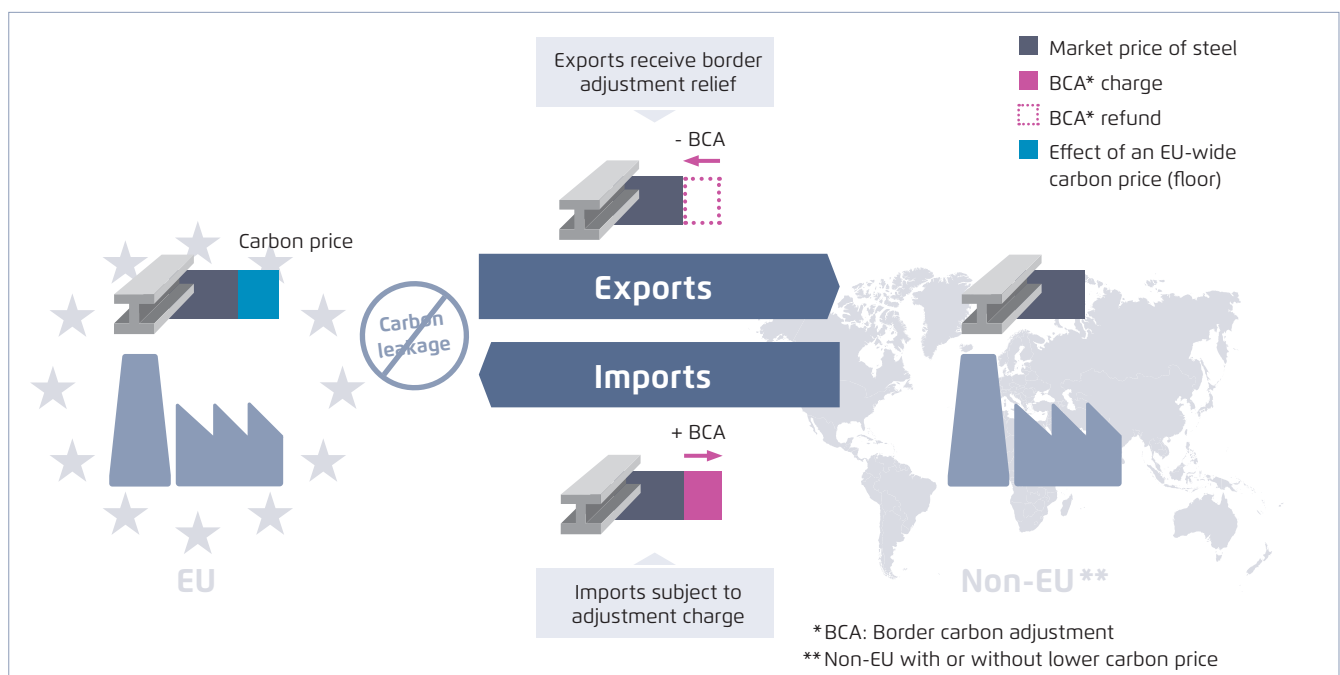 Exports receive border
adjustment relief
- BCA
Market price of steel
BCA* charge
BCA* refund
Effect of an EU-wide
carbon price (floor)
Carbon price
Carbon
leakage
Exports
Imports
+ BCA
Imports subject to
adjustment charge
EU
Non-EU**
*BCA: Border carbon adjustment
**Non-EU with or without lower carbon price